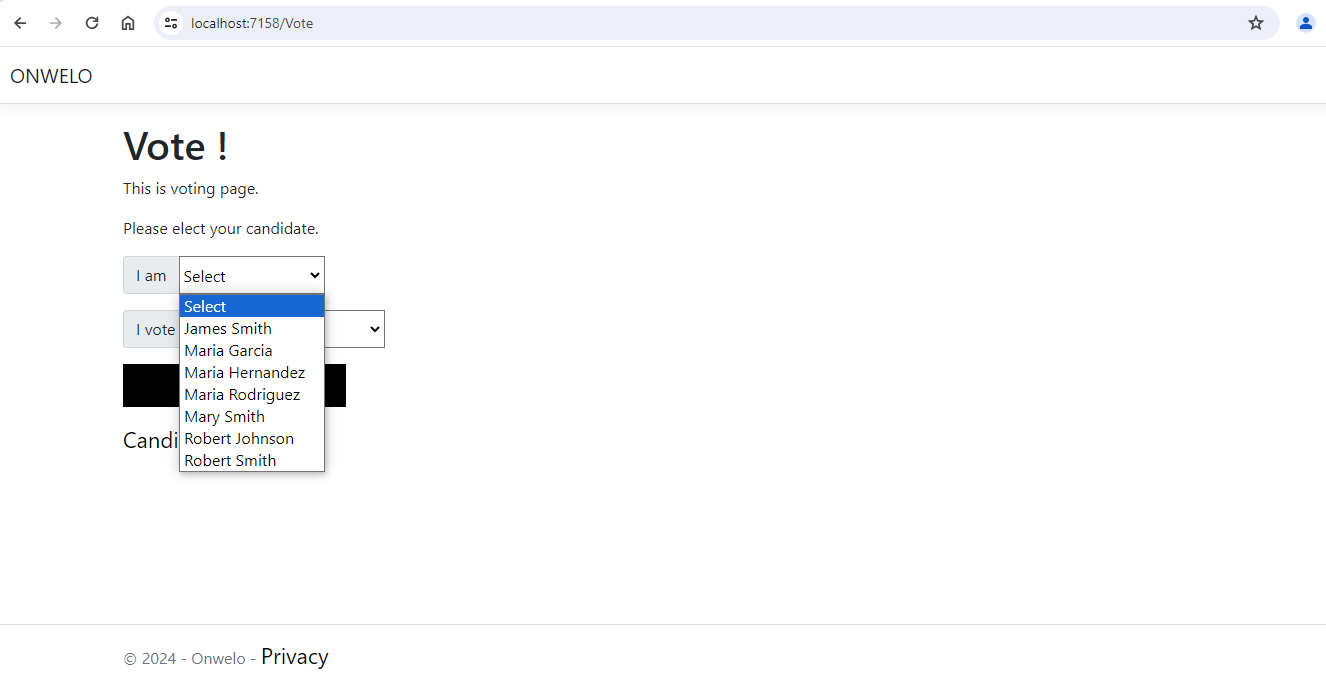 localhost:7158/Vote
ONWELO
Vote !
This is voting page.
Please elect your candidate.
I am Select
Select
I vote
James Smith
Maria Garcia
Maria Hernandez
Maria Rodriguez
Mary Smith
Robert Johnson
Robert Smith
© 2024 - Onwelo - Privacy